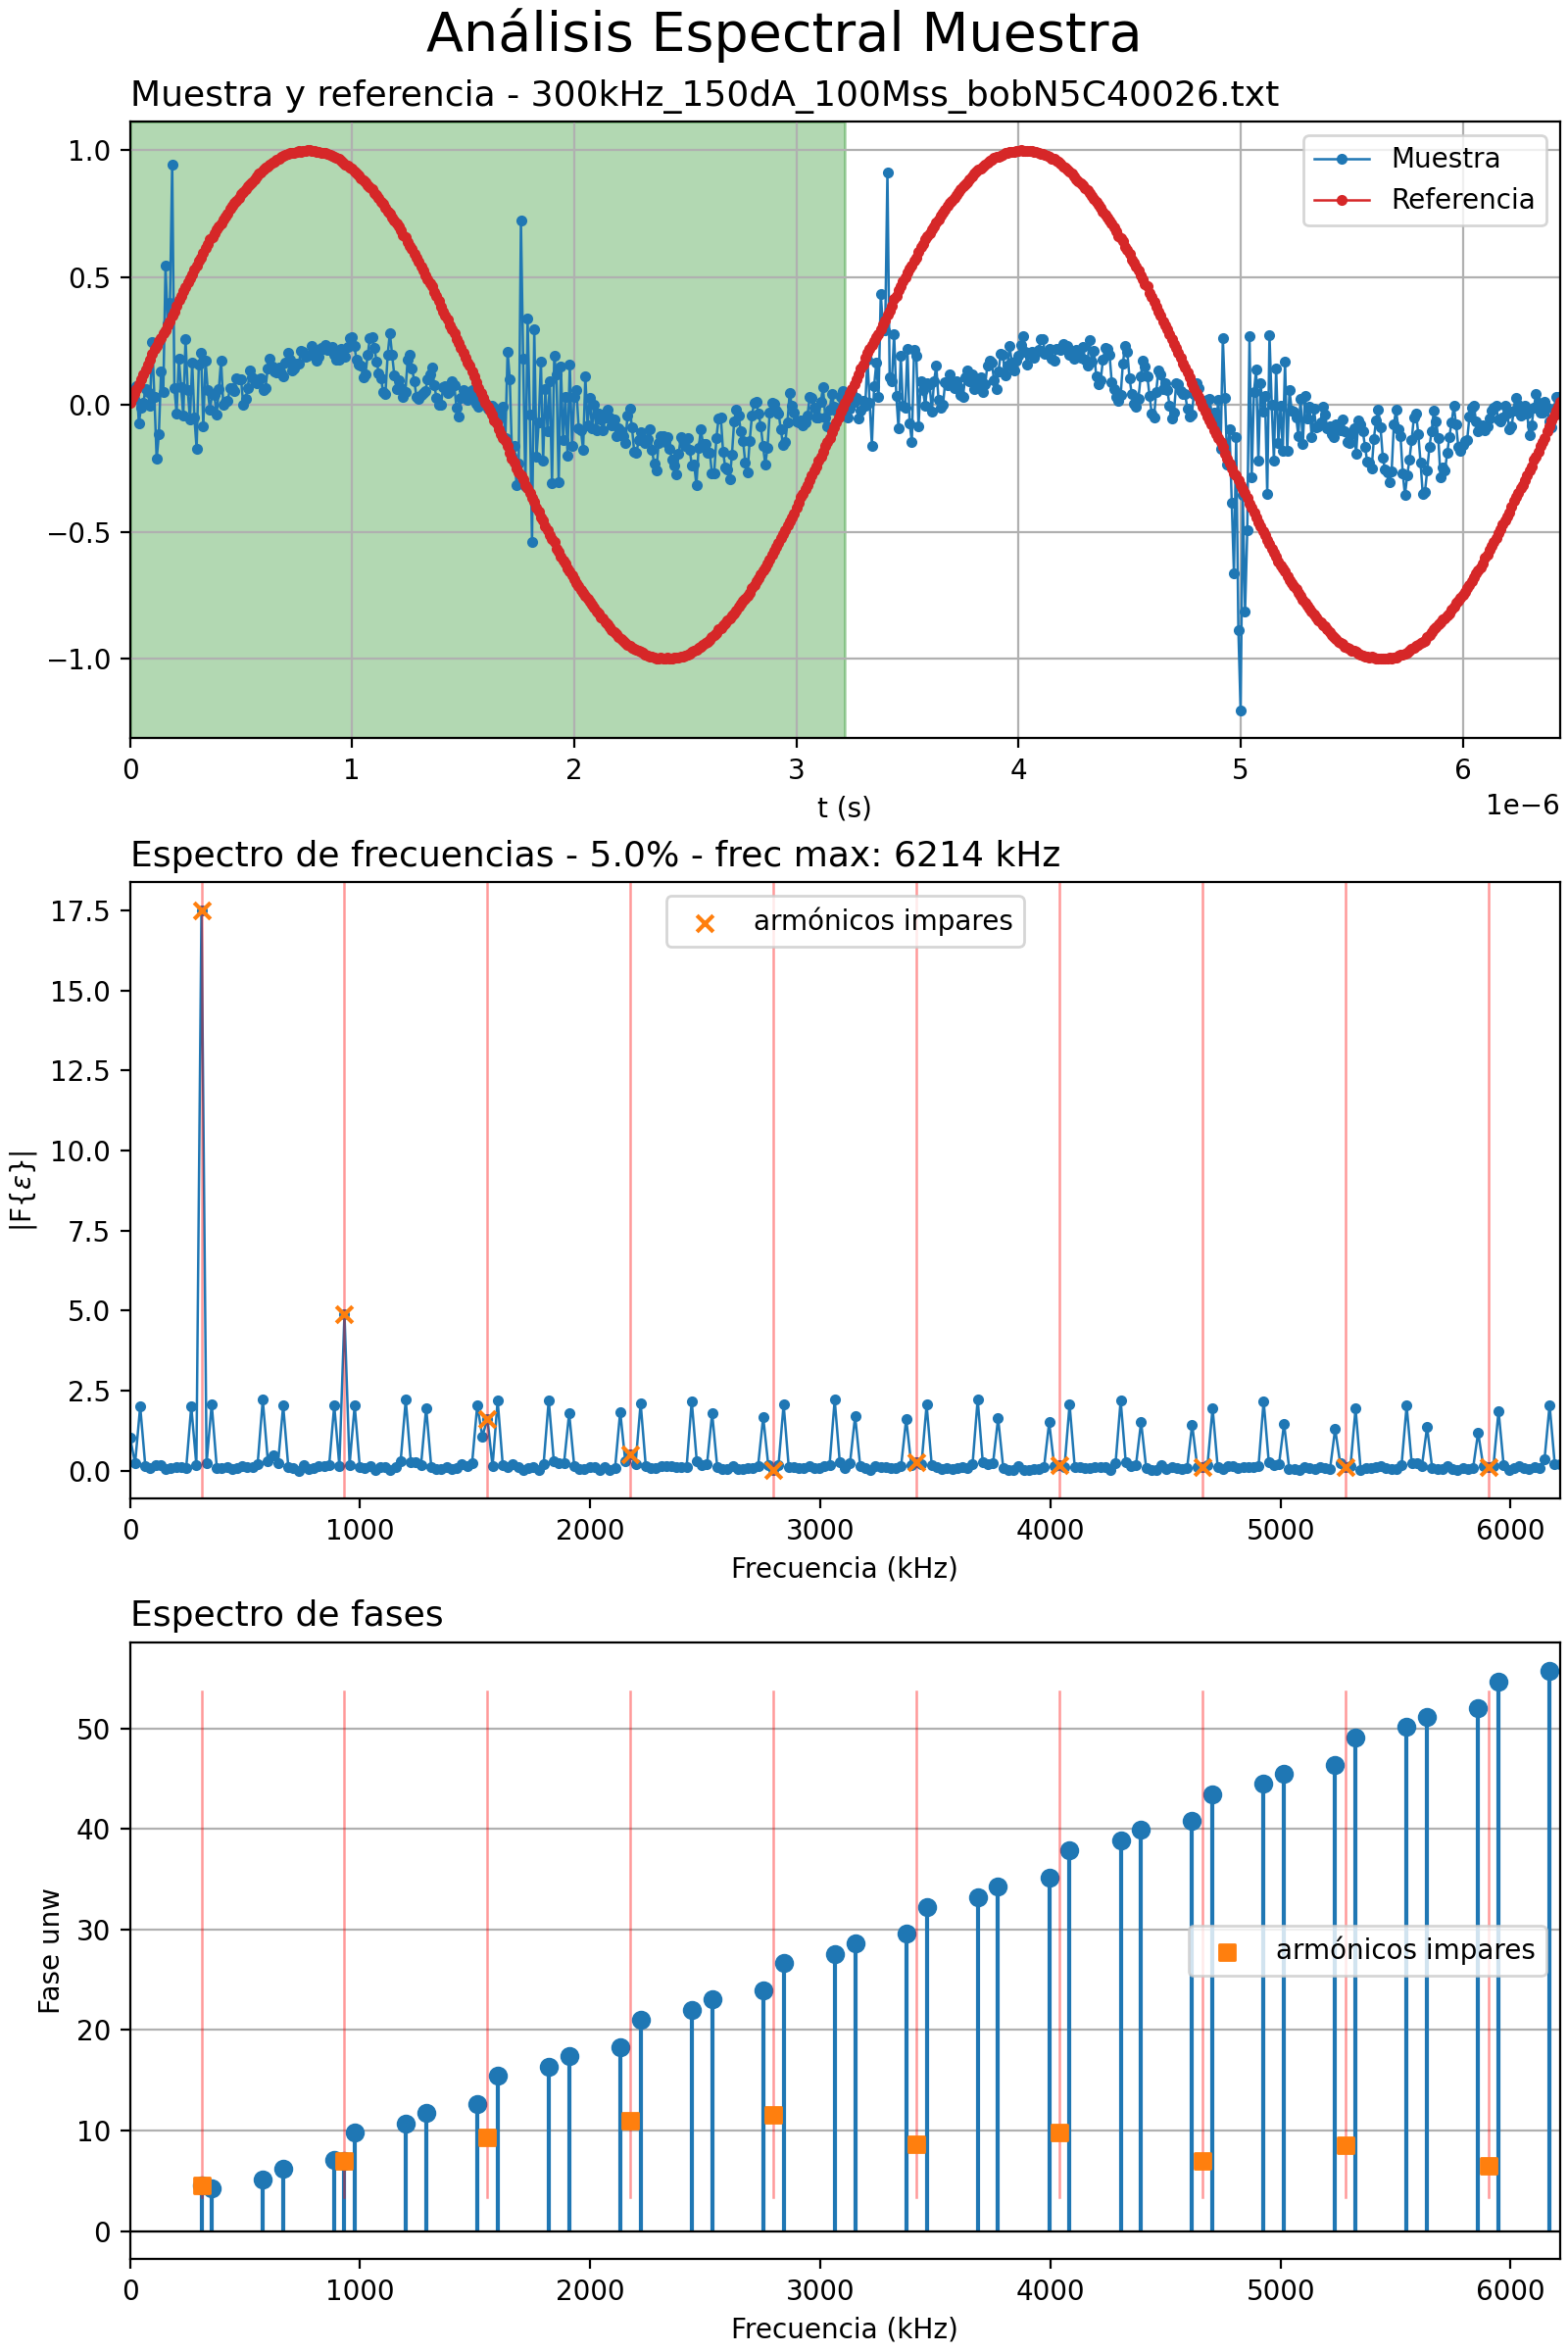 Análisis Espectral Muestra
Muestra y referencia - 300kHz_150dA_100Mss_bobN5C40026.txt
1.0
0.5
0.0
−0.5
−1.0
Muestra
Referencia
0 1 2 3 4 5 6
1e−6
t (s)
Espectro de frecuencias - 5.0% - frec max: 6214 kHz
|F{ε}|
17.5
15.0
12.5
10.0
7.5
5.0
2.5
0.0
armónicos impares
0 1000 2000 3000 4000 5000 6000
Frecuencia (kHz)
Espectro de fases
Fase unw
50
40
30
20
10
0
armónicos impares
0 1000 2000 3000 4000 5000 6000
Frecuencia (kHz)